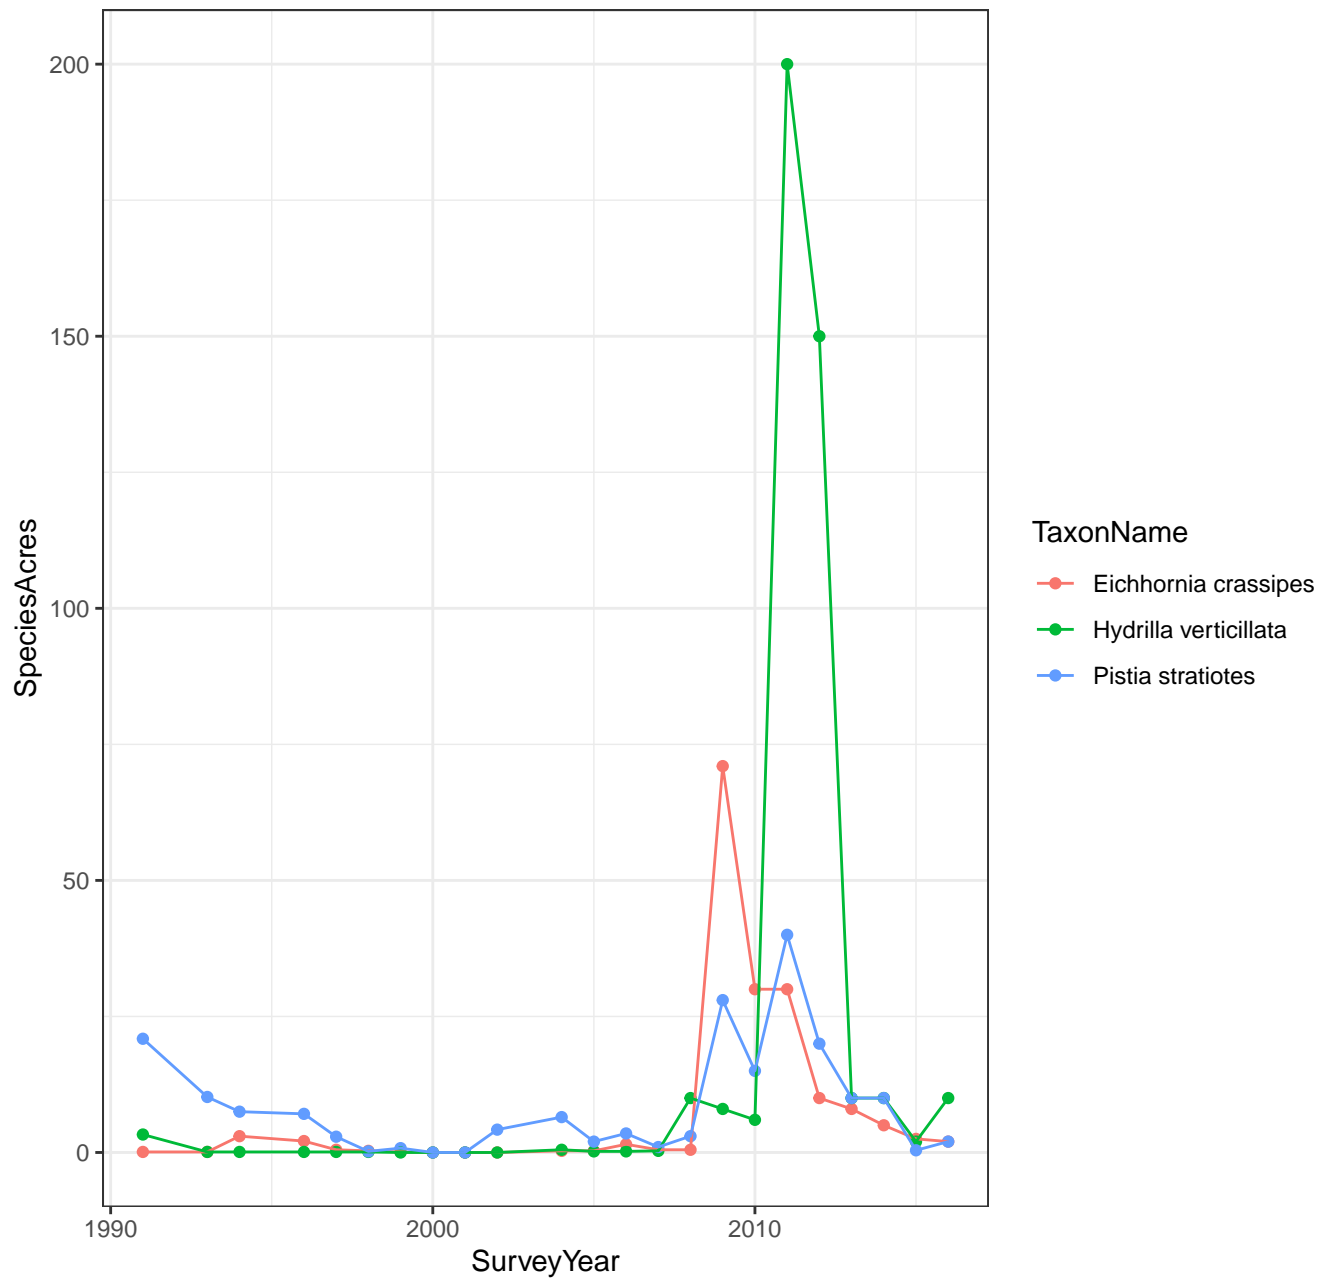 200
150
100
50
0
SpeciesAcres
1990
2000
2010
SurveyYear
TaxonName
Eichhornia crassipes
Hydrilla verticillata
Pistia stratiotes